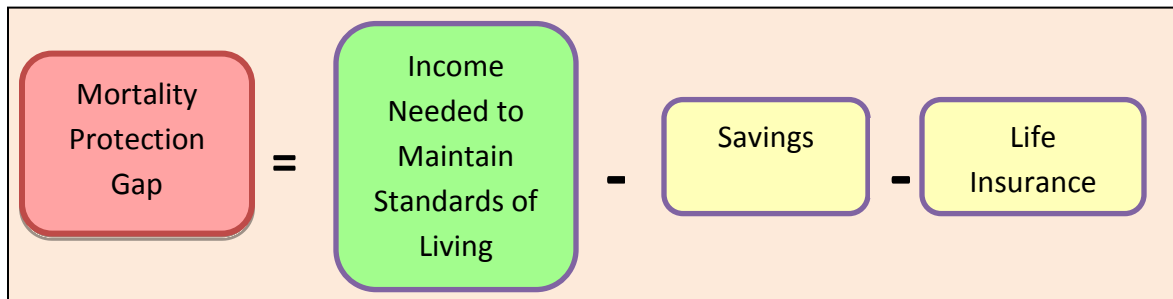 Mortality
Protection
Gap
=
Income
Needed to
Maintain
Standards of
Living
-
Savings
-
Life
Insurance